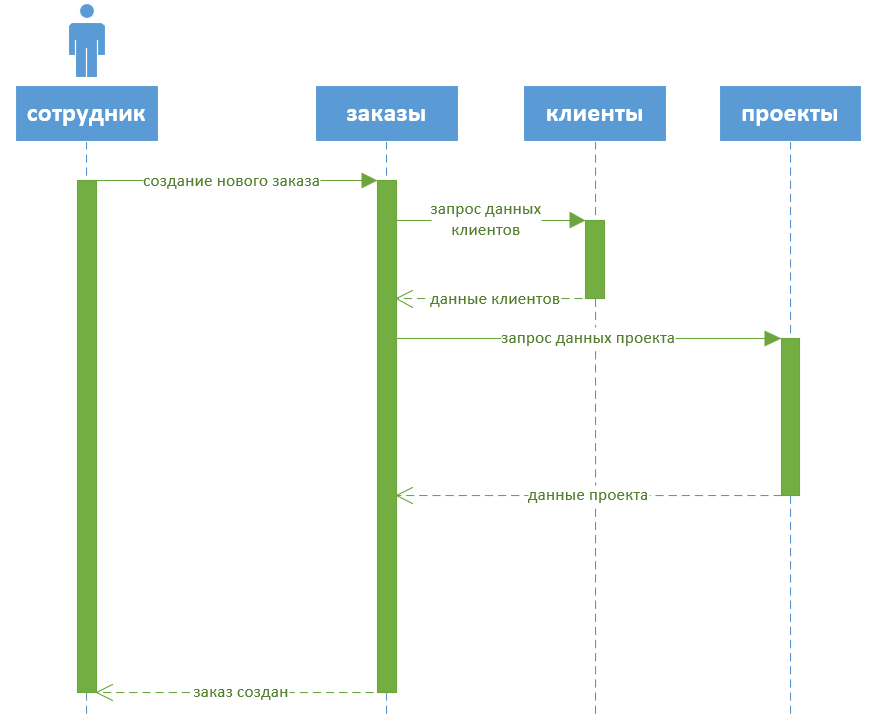 сотрудник
заказы
клиенты
проекты
создание нового заказа
запрос данных
клиентов
данные клиентов
запрос данных проекта
данные проекта
заказ создан